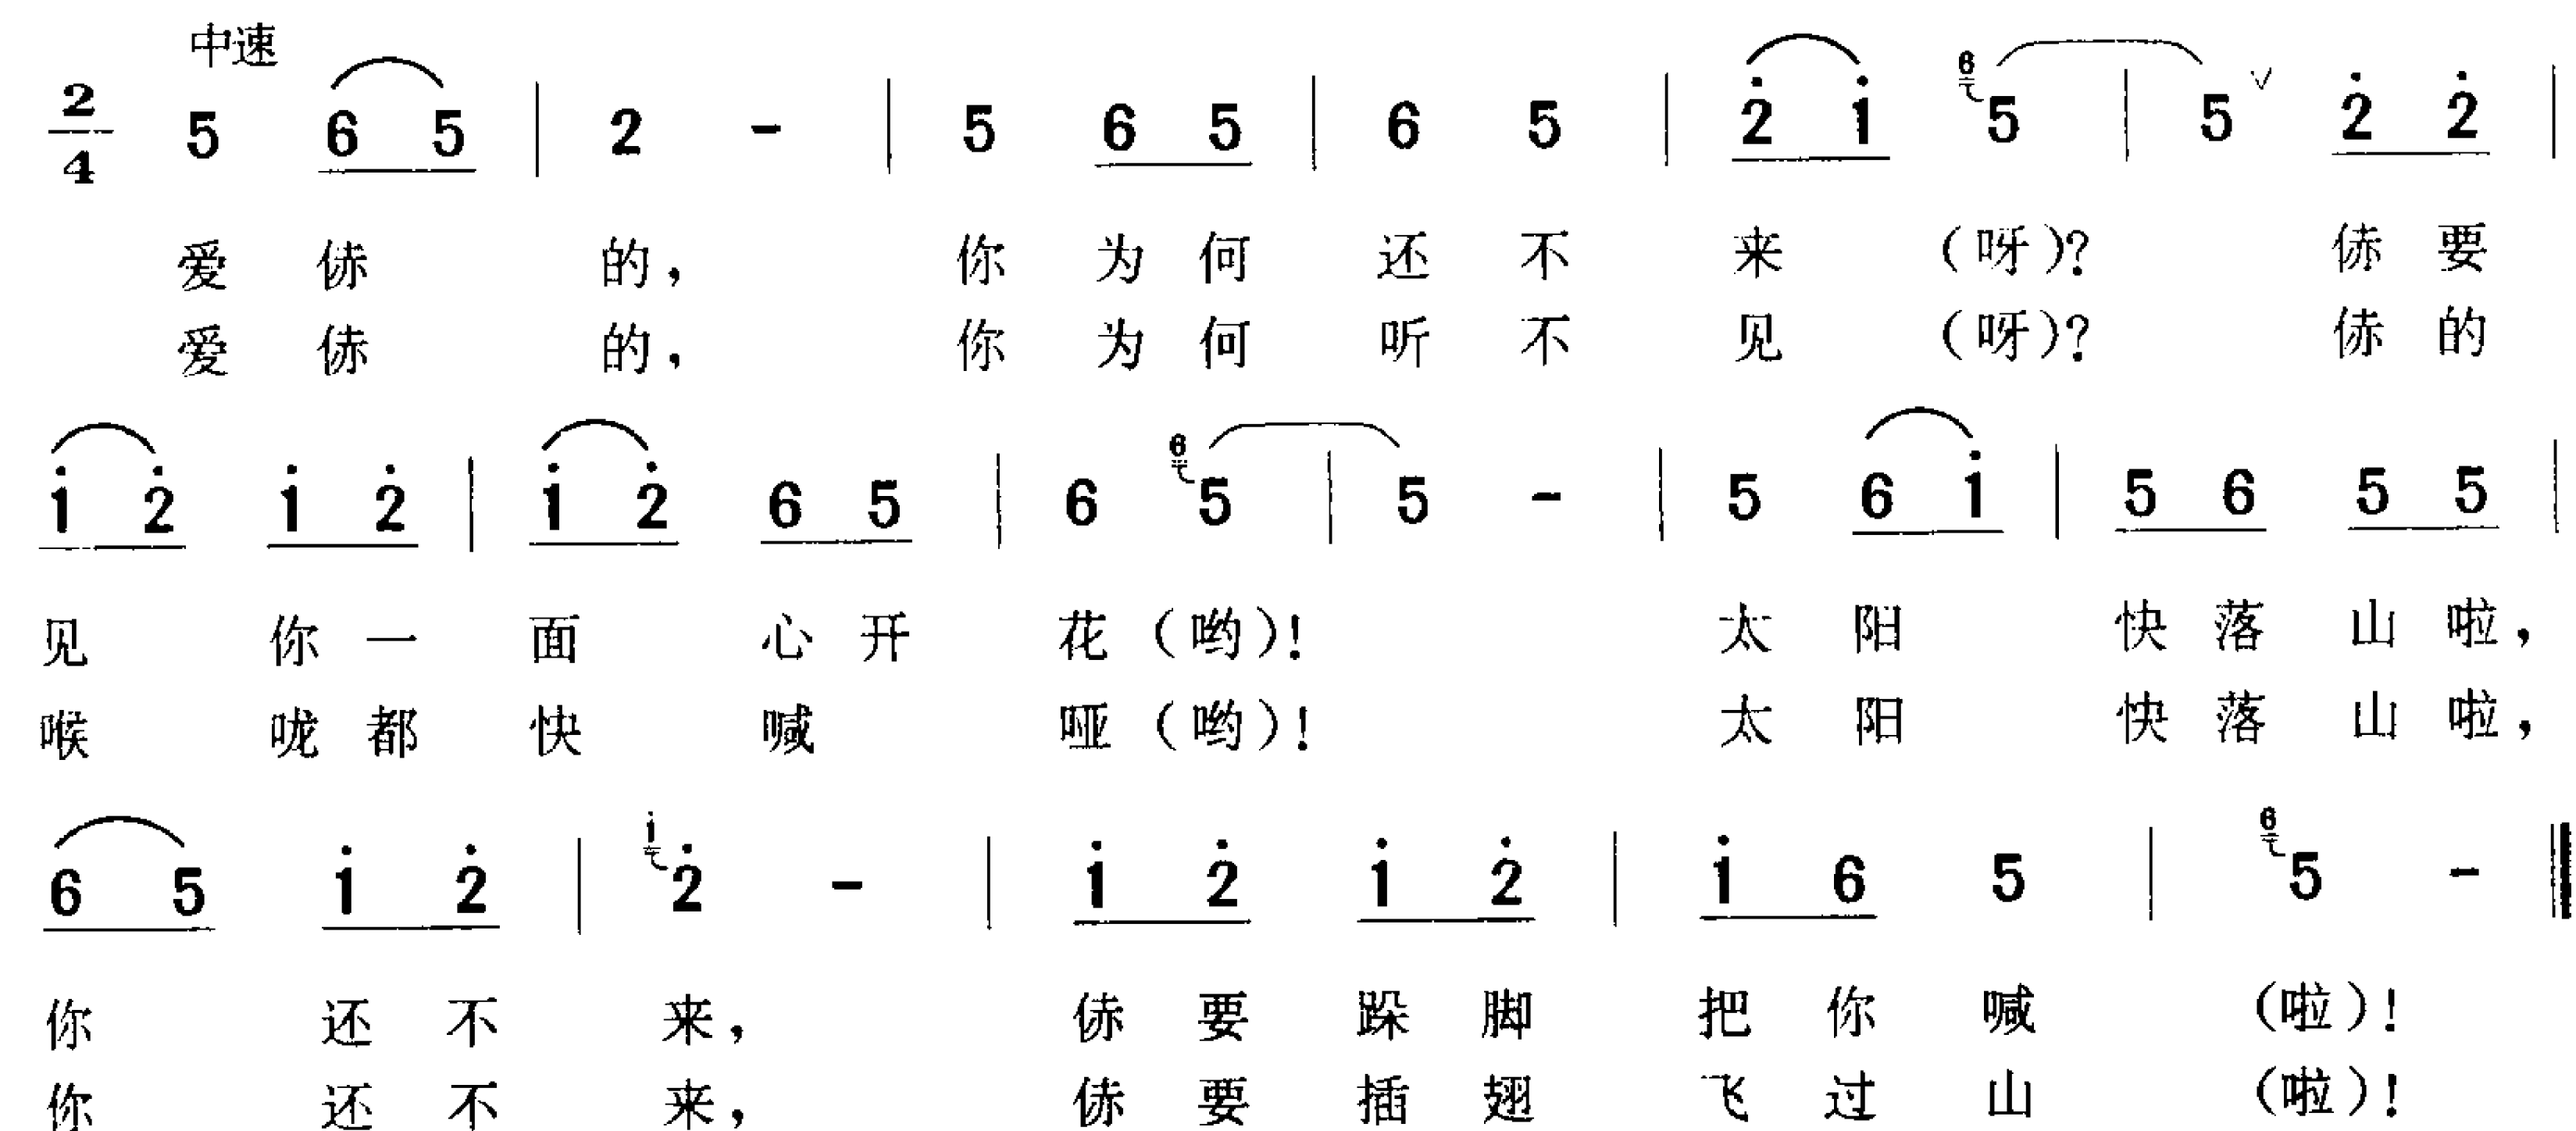 中速
2/4 5 6 5 | 2 - | 5 6 5 | 6 5 | 2̇ 1̇ 6 5 | 5 ∨ 2̇ 2̇ |
爱 的， 你 为 何 还 不 来 （呀）？ 要
爱 的， 你 为 何 听 不 见 （呀）？ 的
1̇ 2̇ 1̇ 2̇ | 1̇ 2̇ 6 5 | 6 6 5 | 5 - | 5 6 1̇ | 5 6 5 5 |
见 你 一 面 心 开 花 （哟）！ 太 阳 快 落 山 啦，
喉 咙 都 快 喊 哑 （哟）！ 太 阳 快 落 山 啦，
6 5 1̇ 2̇ | 1̇ 2̇ - | 1̇ 2̇ 1̇ 2̇ | 1̇ 6 5 | 6 5 - ‖
你 还 不 来， 要 跺 脚 把 你 喊 （啦）！
你 还 不 来， 要 插 翅 飞 过 山 （啦）！